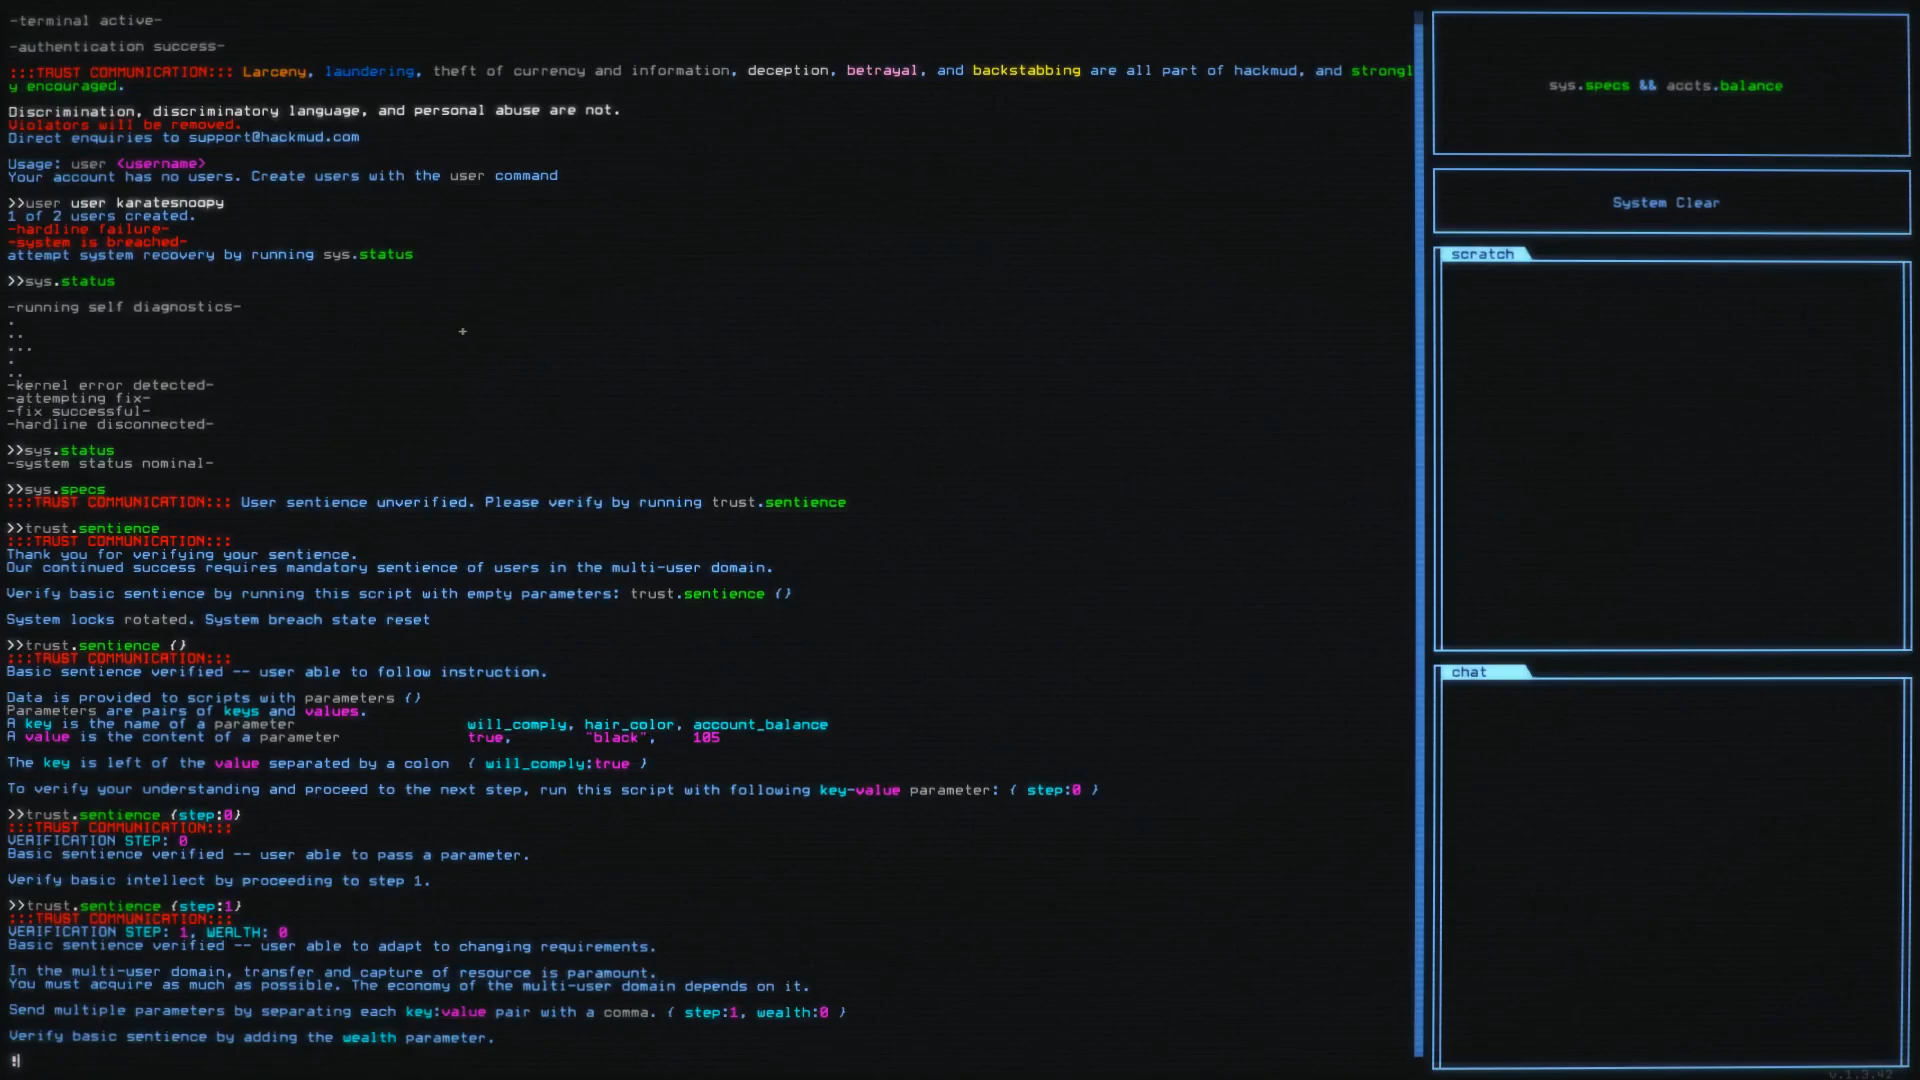 -terminal active-
-authentication success-
:::TRUST COMMUNICATION::: Larceny, laundering, theft of currency and information, deception, betrayal, and backstabbing are all part of hackmud, and strongl
y encouraged.
Discrimination, discriminatory language, and personal abuse are not.
Violators will be removed.
Direct enquiries to support@hackmud.com
Usage: user <username>
Your account has no users. Create users with the user command
>>user user karatesnoopy
1 of 2 users created.
-hardline failure-
-system is breached-
attempt system recovery by running sys.status
>>sys.status
-running self diagnostics-
.
..
...
.
..
-kernel error detected-
-attempting fix-
-fix successful-
-hardline disconnected-
>>sys.status
-system status nominal-
>>sys.specs
:::TRUST COMMUNICATION::: User sentience unverified. Please verify by running trust.sentience
>>trust.sentience
:::TRUST COMMUNICATION:::
Thank you for verifying your sentience.
Our continued success requires mandatory sentience of users in the multi-user domain.
Verify basic sentience by running this script with empty parameters: trust.sentience {}
System locks rotated. System breach state reset
>>trust.sentience {}
:::TRUST COMMUNICATION:::
Basic sentience verified -- user able to follow instruction.
Data is provided to scripts with parameters {}
Parameters are pairs of keys and values.
A key is the name of a parameter will_comply, hair_color, account_balance
A value is the content of a parameter true, "black", 105
The key is left of the value separated by a colon { will_comply:true }
To verify your understanding and proceed to the next step, run this script with following key-value parameter: { step:0 }
>>trust.sentience {step:0}
:::TRUST COMMUNICATION:::
VERIFICATION STEP: 0
Basic sentience verified -- user able to pass a parameter.
Verify basic intellect by proceeding to step 1.
>>trust.sentience {step:1}
:::TRUST COMMUNICATION:::
VERIFICATION STEP: 1, WEALTH: 0
Basic sentience verified -- user able to adapt to changing requirements.
In the multi-user domain, transfer and capture of resource is paramount.
You must acquire as much as possible. The economy of the multi-user domain depends on it.
Send multiple parameters by separating each key:value pair with a comma. { step:1, wealth:0 }
Verify basic sentience by adding the wealth parameter.
sys.specs && accts.balance
System Clear
scratch
chat
v.1.3.42